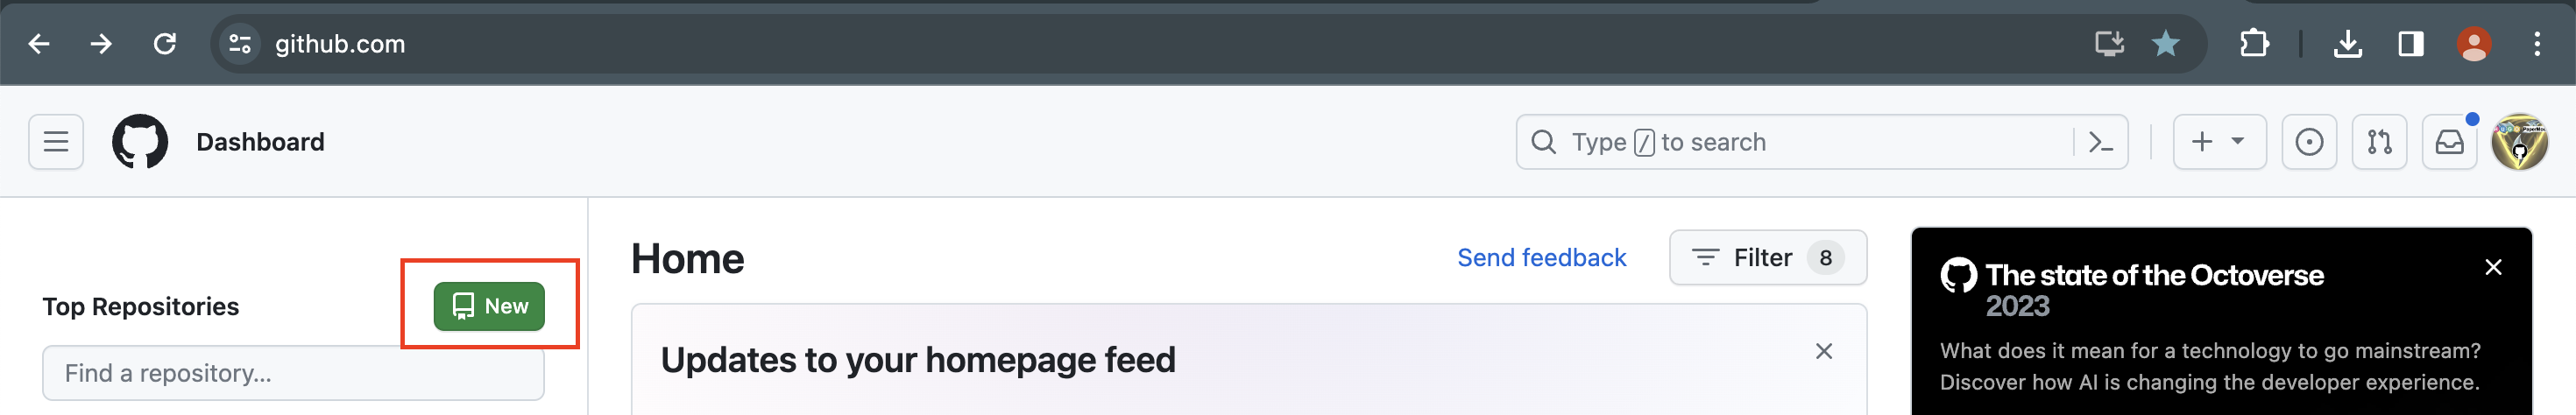 github.com
Dashboard
Type / to search
Top Repositories
New
Find a repository...
Home
Send feedback
Filter 8
Updates to your homepage feed
The state of the Octoverse
2023
What does it mean for a technology to go mainstream?
Discover how AI is changing the developer experience.